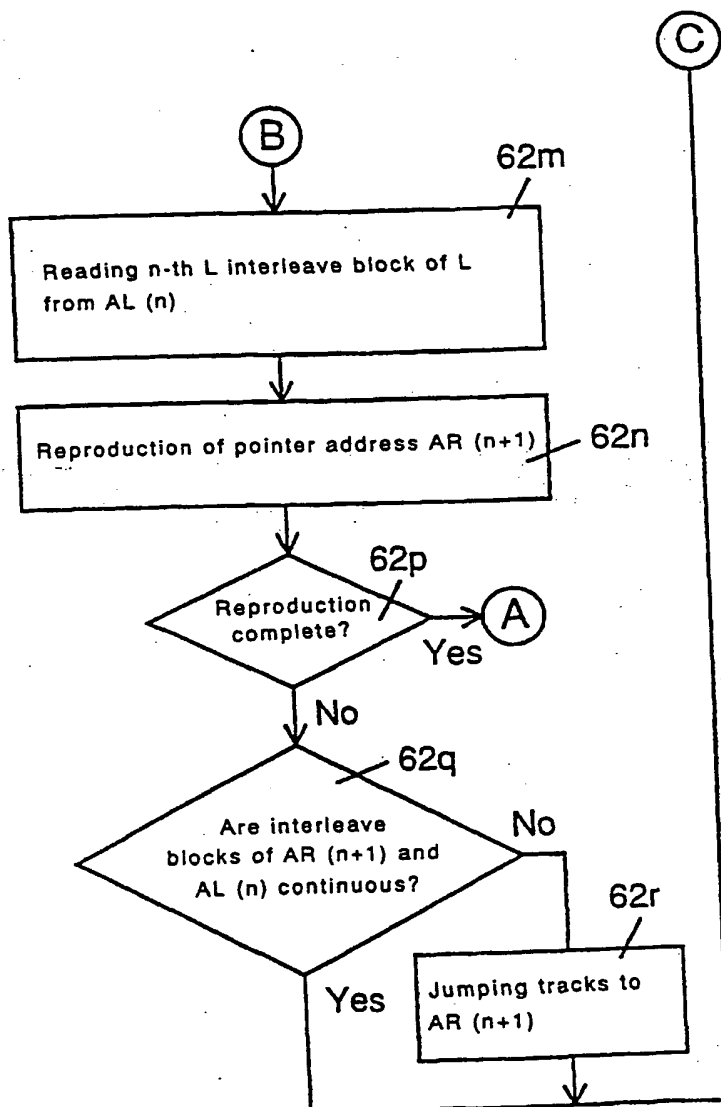 C
B
62m
Reading n-th L interleave block of L
from AL (n)
Reproduction of pointer address AR (n+1)
62n
62p
Reproduction
complete?
A
Yes
No
62q
Are interleave
blocks of AR (n+1) and
AL (n) continuous?
No
62r
Yes
Jumping tracks to
AR (n+1)